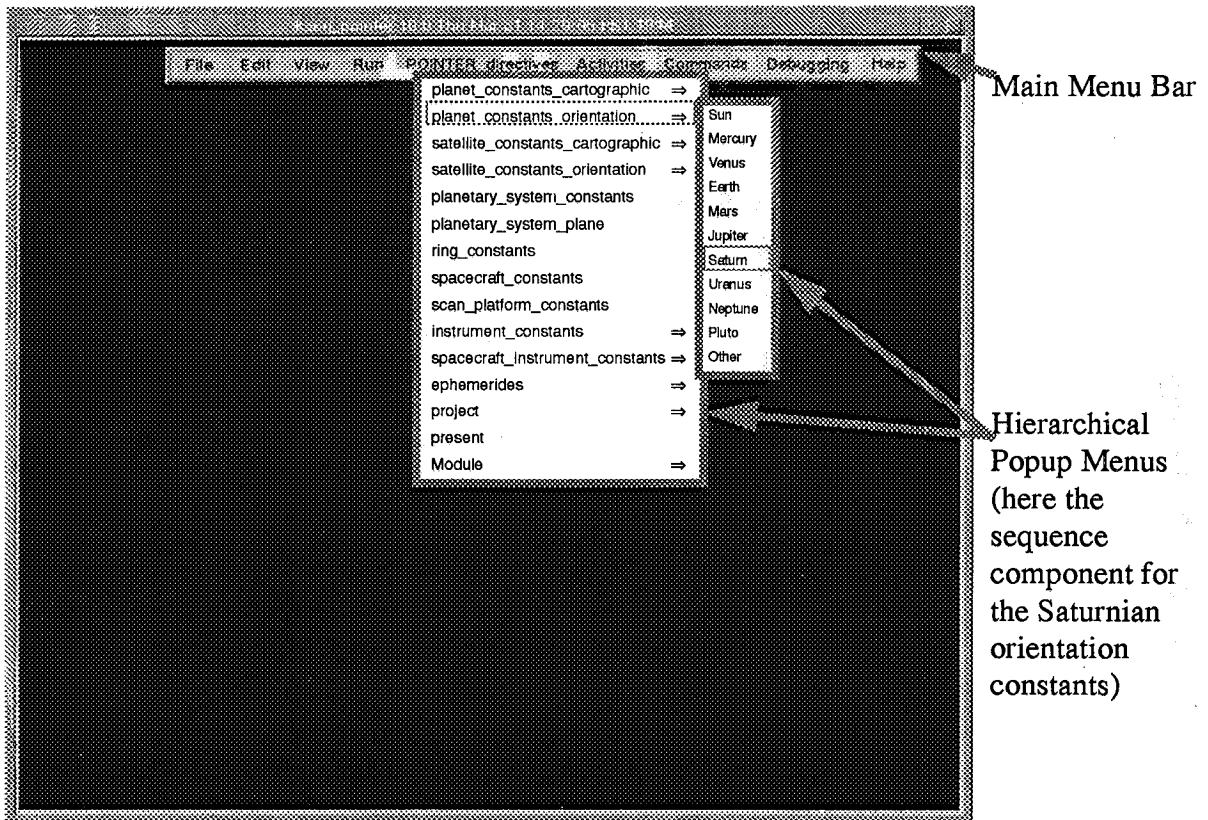 File Edit View Run POINTER_directives Activities Commands Debugging Help
Main Menu Bar
planet_constants_cartographic ⇒
planet_constants_orientation ⇒
satellite_constants_cartographic ⇒
satellite_constants_orientation ⇒
planetary_system_constants
planetary_system_plane
ring_constants
spacecraft_constants
scan_platform_constants
instrument_constants ⇒
spacecraft_instrument_constants ⇒
ephemerides ⇒
project ⇒
present
Module ⇒
Sun
Mercury
Venus
Earth
Mars
Jupiter
Saturn
Uranus
Neptune
Pluto
Other
Hierarchical
Popup Menus
(here the
sequence
component for
the Saturnian
orientation
constants)